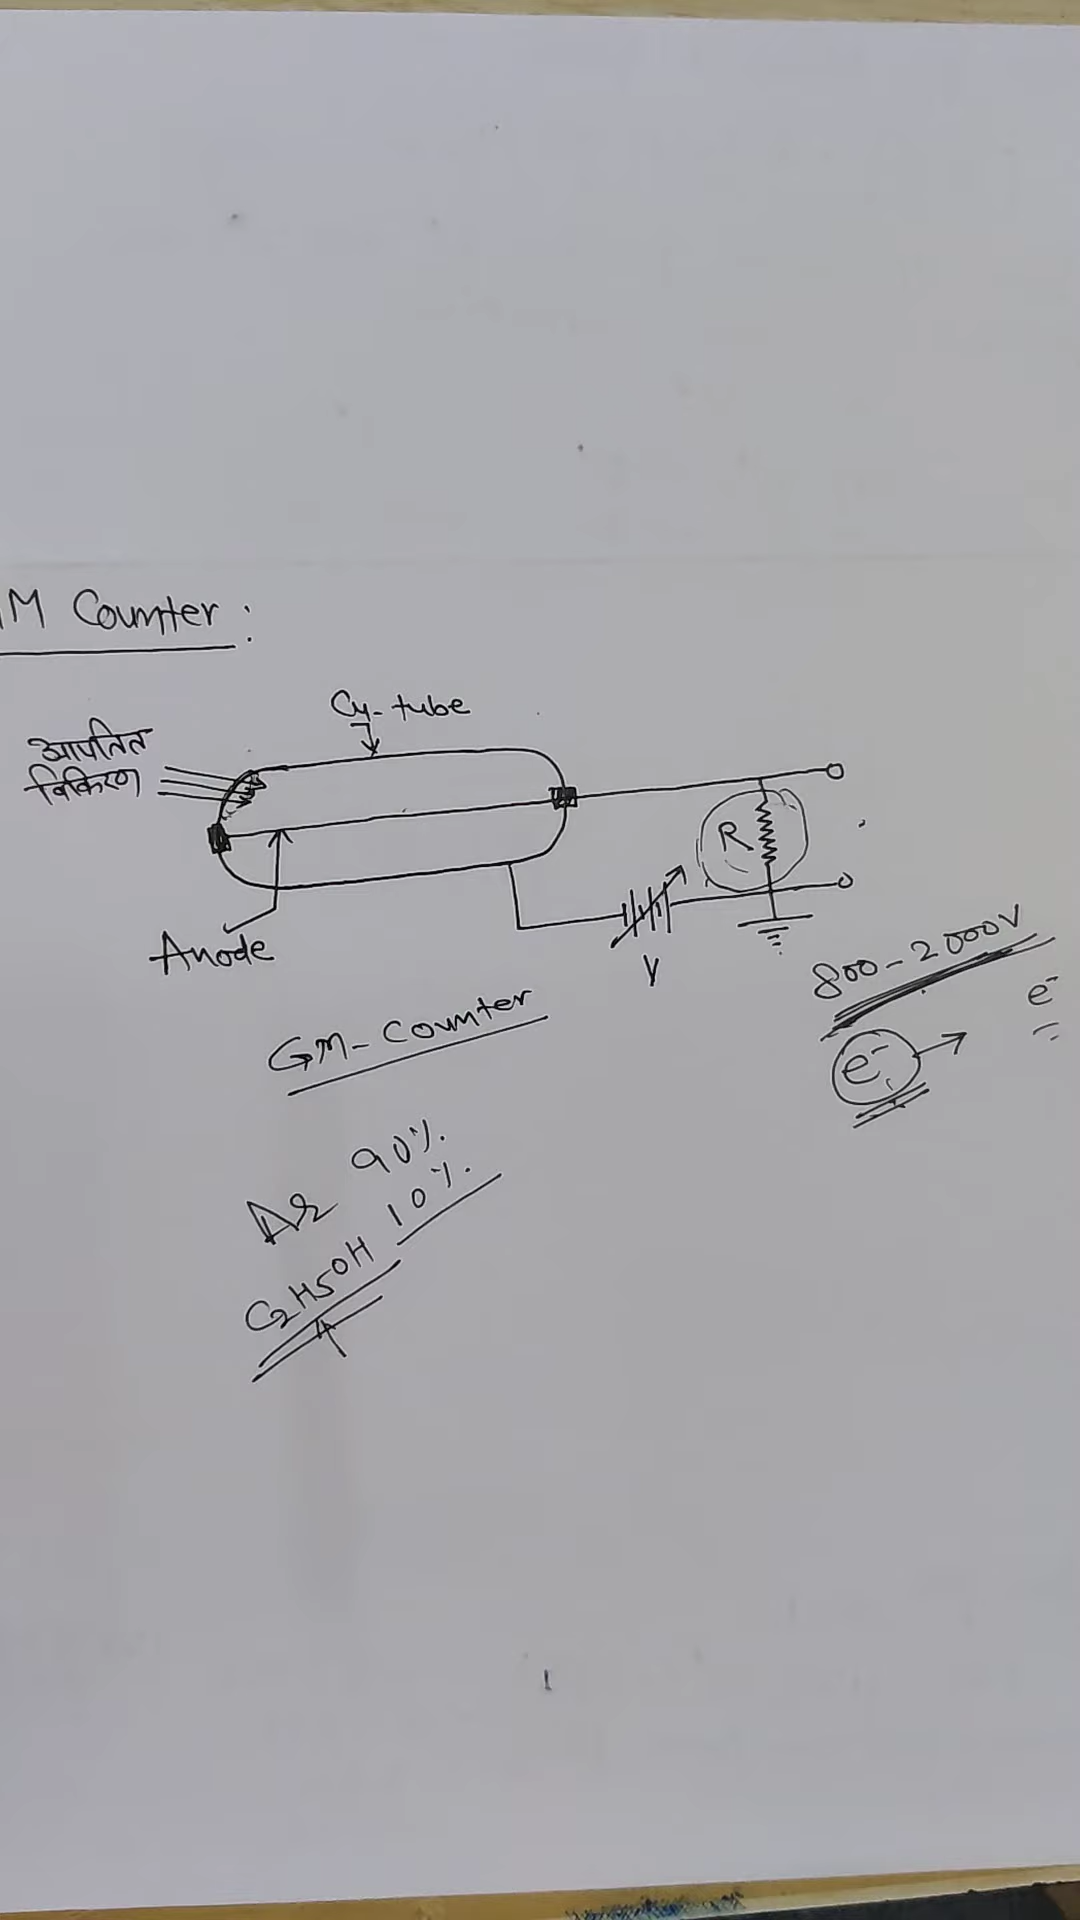 M Counter :
Cy- tube
आपतित
विकिरण
R
Anode
V
800-2000V
e⁻
e⁻
GM- Counter
Ar 90%.
C2H5OH 10%.